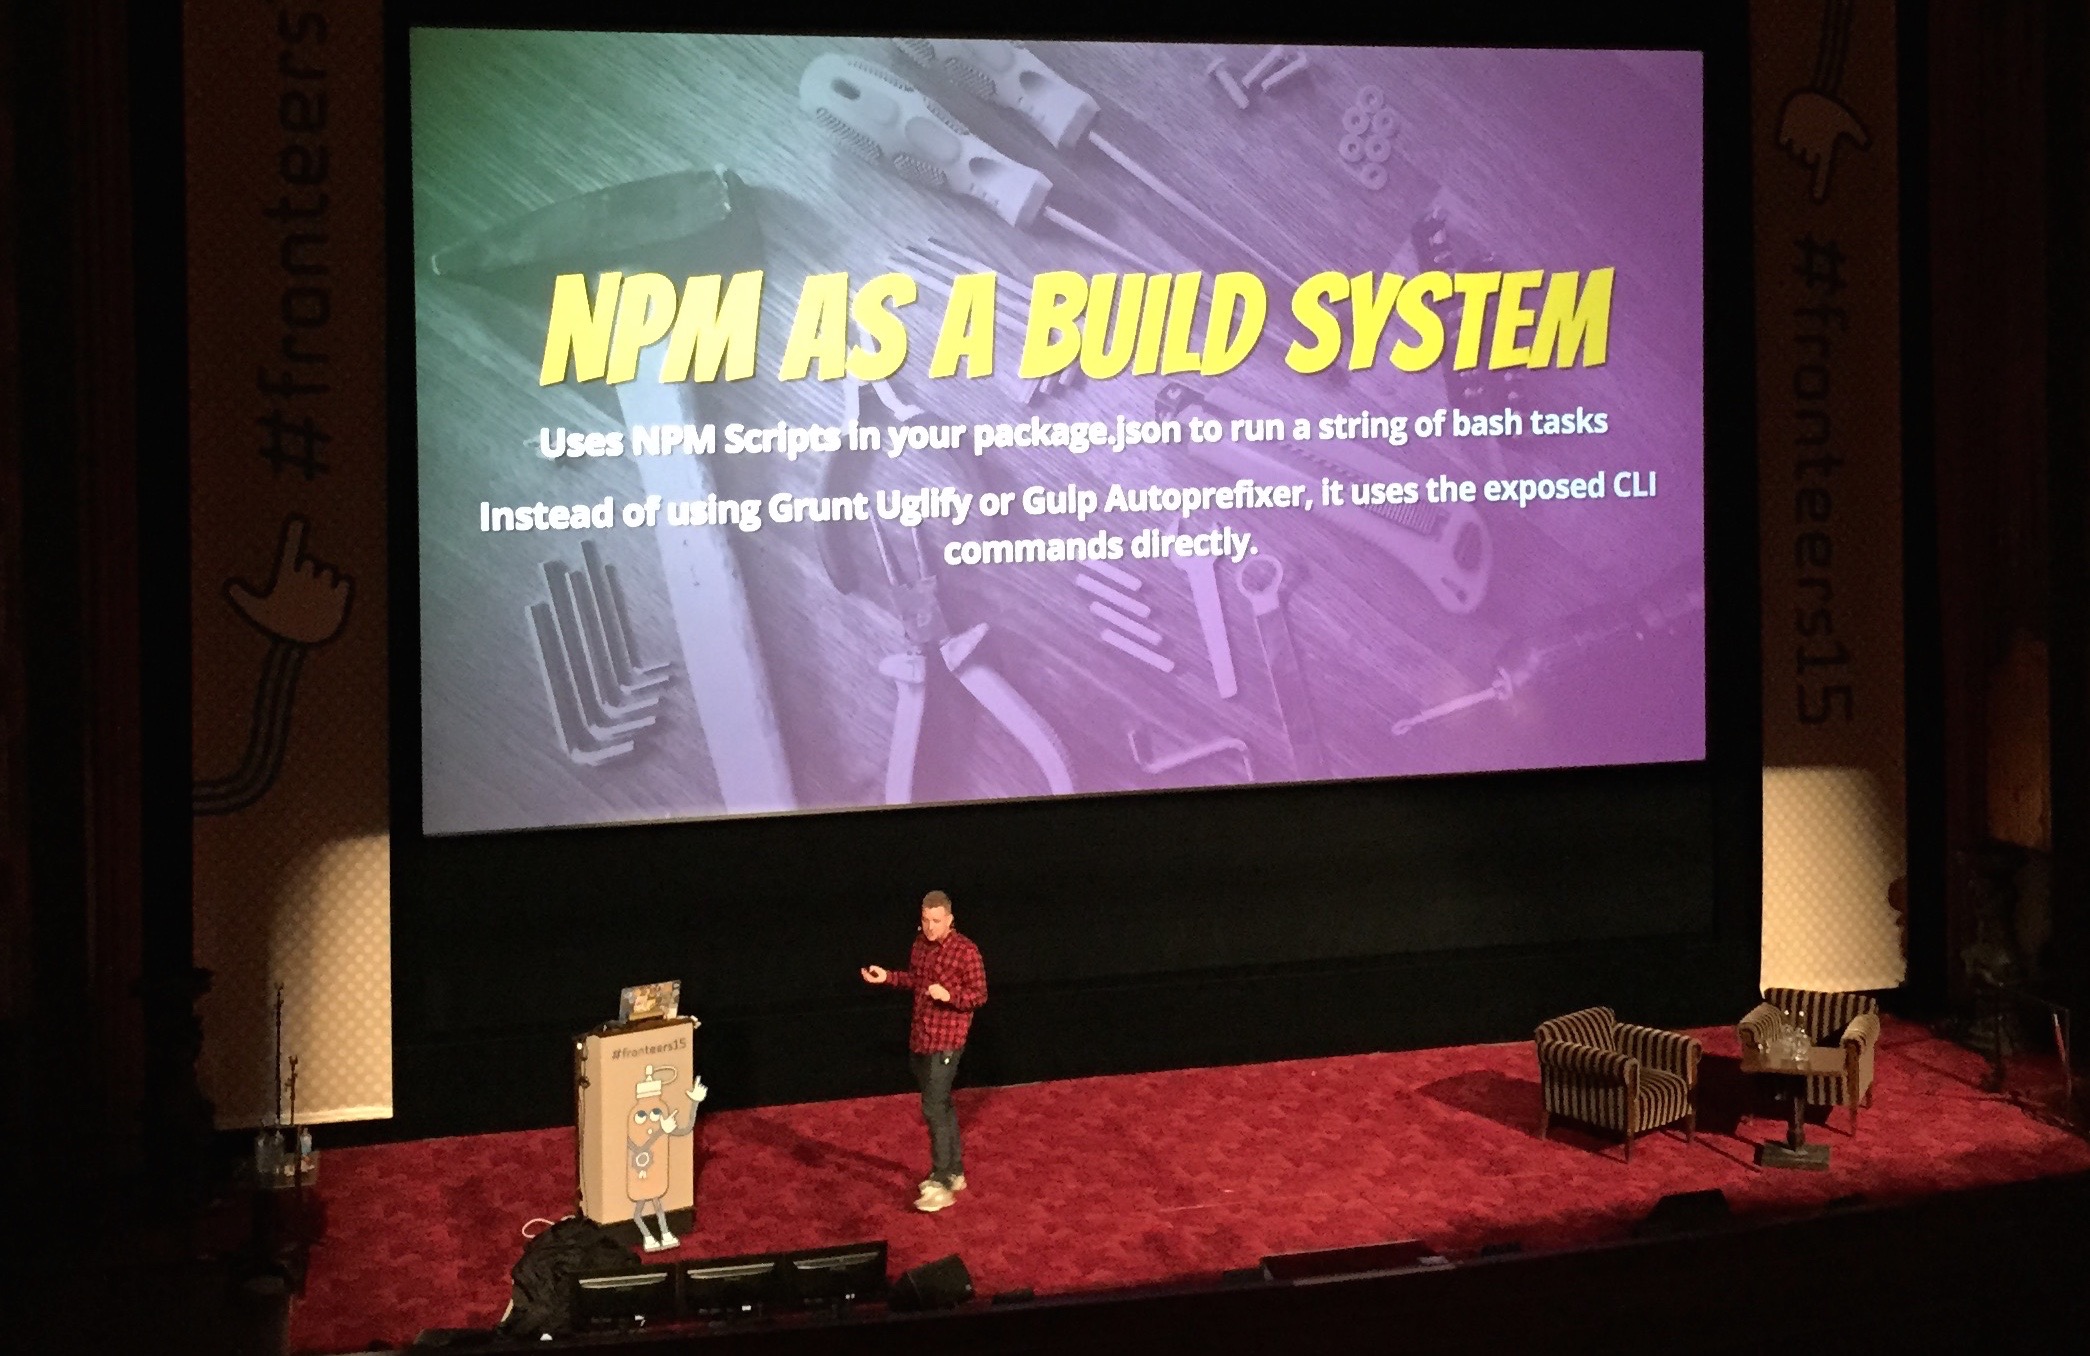 NPM AS A BUILD SYSTEM
Uses NPM Scripts in your package.json to run a string of bash tasks
Instead of using Grunt Uglify or Gulp Autoprefixer, it uses the exposed CLI
commands directly.
#fronteers
#fronteers15
#fronteers15